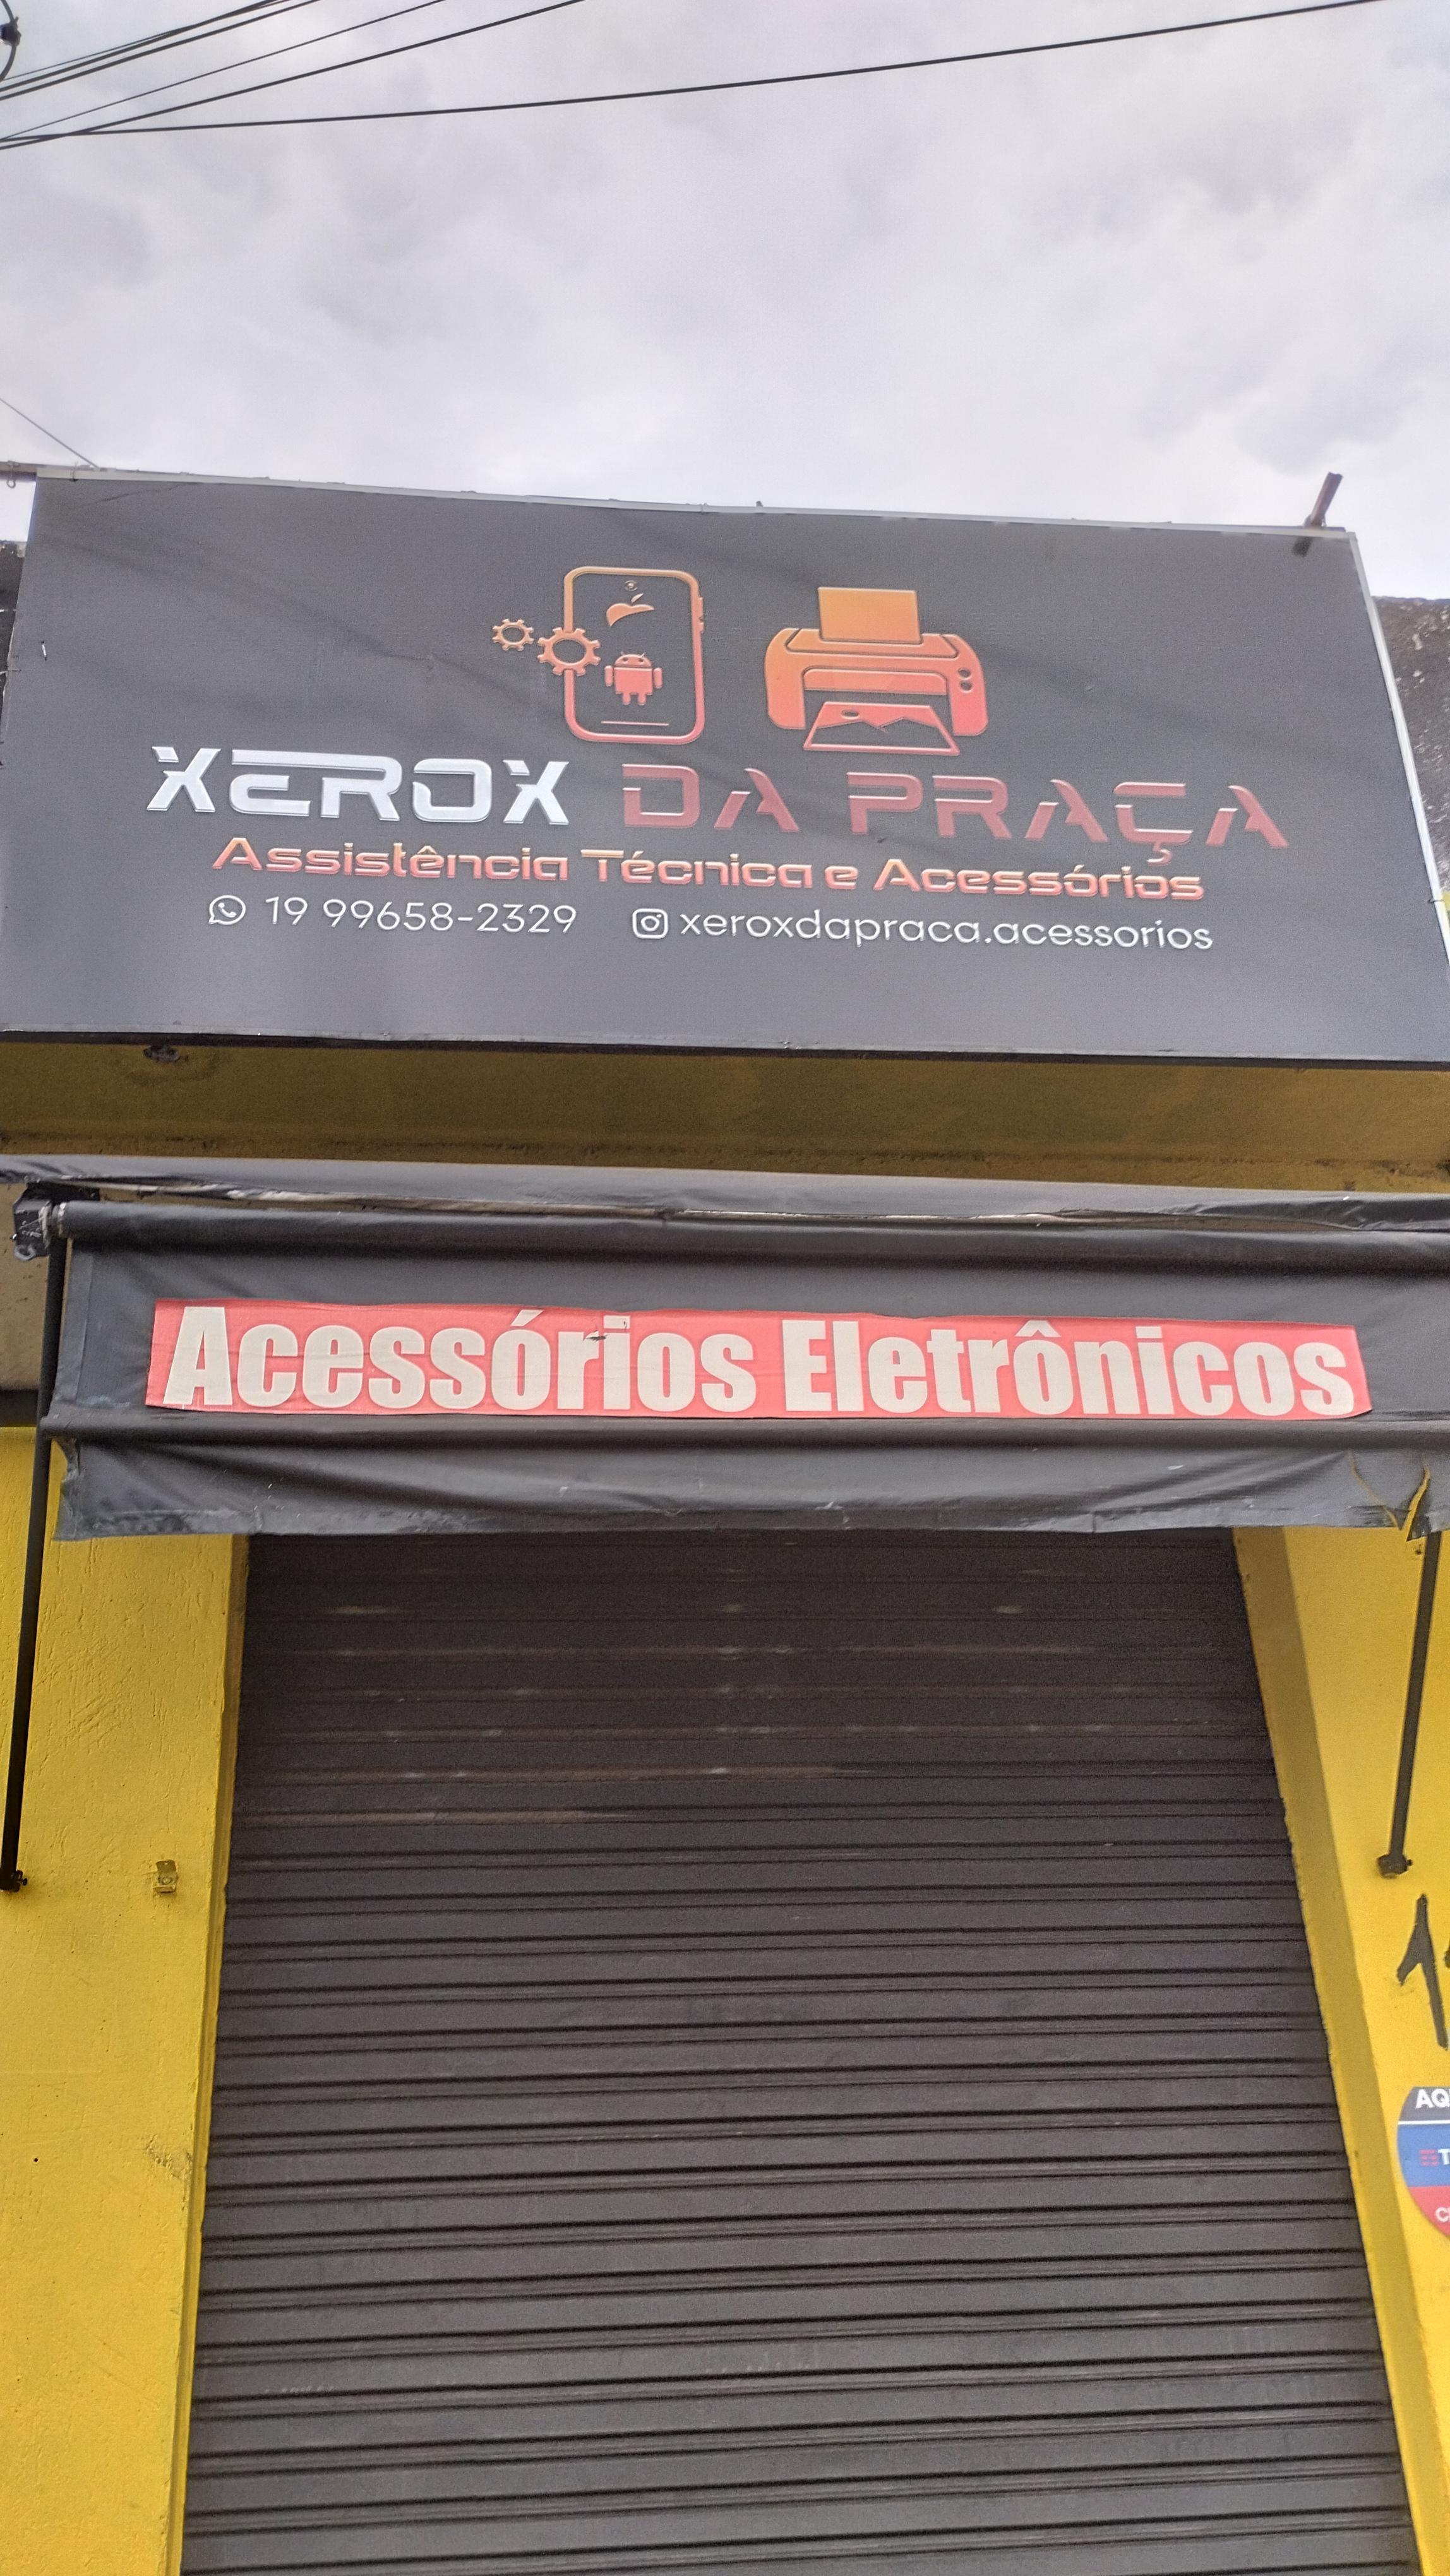 XEROX DA PRAÇA
Assistência Técnica e Acessórios
19 99658-2329 xeroxdapraca.acessorios
Acessórios Eletrônicos